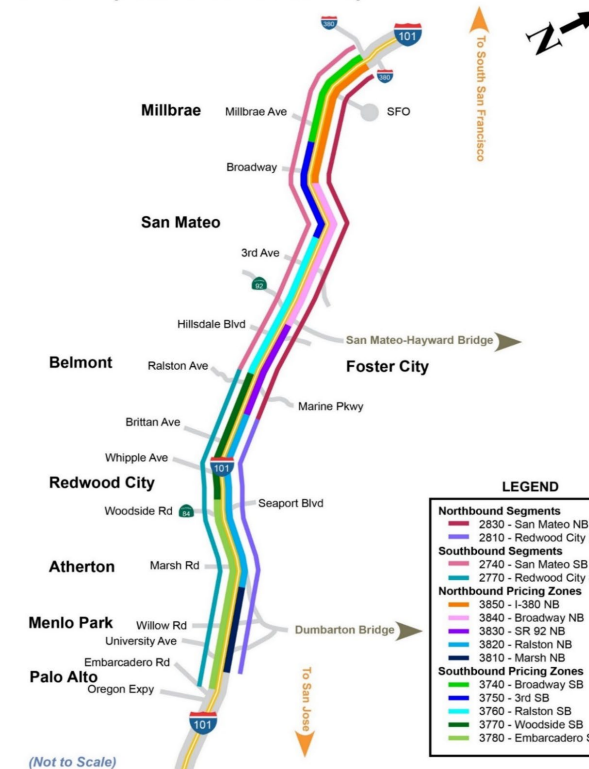 380
101
N
To South San Francisco
380
Millbrae
Millbrae Ave
SFO
Broadway
San Mateo
3rd Ave
92
Hillsdale Blvd
San Mateo-Hayward Bridge
Belmont
Ralston Ave
Foster City
Marine Pkwy
Brittan Ave
Whipple Ave
101
Redwood City
Woodside Rd
84
Seaport Blvd
Atherton
Marsh Rd
Menlo Park
Willow Rd
Dumbarton Bridge
University Ave
Embarcadero Rd
Palo Alto
Oregon Expy
To San Jose
101
(Not to Scale)
LEGEND
Northbound Segments
2830 - San Mateo NB
2810 - Redwood City
Southbound Segments
2740 - San Mateo SB
2770 - Redwood City
Northbound Pricing Zones
3850 - I-380 NB
3840 - Broadway NB
3830 - SR 92 NB
3820 - Ralston NB
3810 - Marsh NB
Southbound Pricing Zones
3740 - Broadway SB
3750 - 3rd SB
3760 - Ralston SB
3770 - Woodside SB
3780 - Embarcadero S